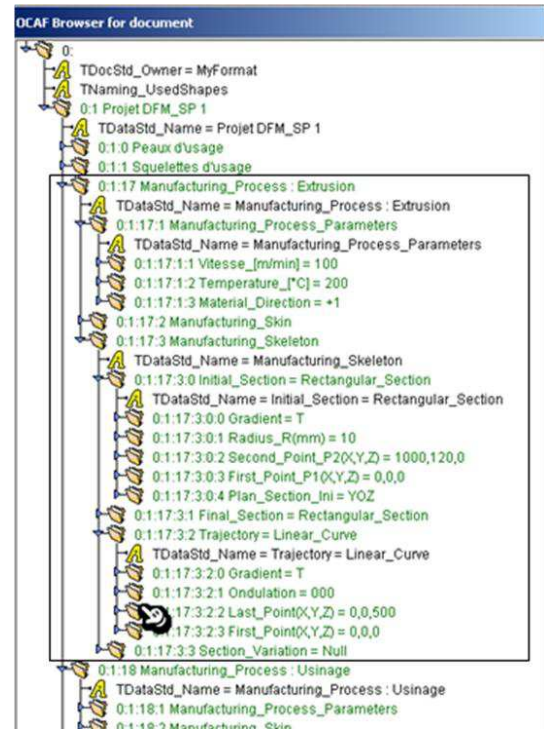 OCAF Browser for document
0:
A TDocStd_Owner = MyFormat
A TNaming_UsedShapes
0:1 Projet DFM_SP 1
A TDataStd_Name = Projet DFM_SP 1
0:1:0 Peaux d'usage
0:1:1 Squelettes d'usage
0:1:17 Manufacturing_Process : Extrusion
A TDataStd_Name = Manufacturing_Process : Extrusion
0:1:17:1 Manufacturing_Process_Parameters
A TDataStd_Name = Manufacturing_Process_Parameters
0:1:17:1:1 Vitesse_[m/min] = 100
0:1:17:1:2 Temperature_[°C] = 200
0:1:17:1:3 Material_Direction = +1
0:1:17:2 Manufacturing_Skin
0:1:17:3 Manufacturing_Skeleton
A TDataStd_Name = Manufacturing_Skeleton
0:1:17:3:0 Initial_Section = Rectangular_Section
A TDataStd_Name = Initial_Section = Rectangular_Section
0:1:17:3:0:0 Gradient = T
0:1:17:3:0:1 Radius_R(mm) = 10
0:1:17:3:0:2 Second_Point_P2(X,Y,Z) = 1000,120,0
0:1:17:3:0:3 First_Point_P1(X,Y,Z) = 0,0,0
0:1:17:3:0:4 Plan_Section_Ini = YOZ
0:1:17:3:1 Final_Section = Rectangular_Section
0:1:17:3:2 Trajectory = Linear_Curve
A TDataStd_Name = Trajectory = Linear_Curve
0:1:17:3:2:0 Gradient = T
0:1:17:3:2:1 Ondulation = 000
:17:3:2:2 Last_Point(X,Y,Z) = 0,0,500
0:1:17:3:2:3 First_Point(X,Y,Z) = 0,0,0
0:1:17:3:3 Section_Variation = Null
0:1:18 Manufacturing_Process : Usinage
A TDataStd_Name = Manufacturing_Process : Usinage
0:1:18:1 Manufacturing_Process_Parameters
0:1:18:2 Manufacturing_Skin